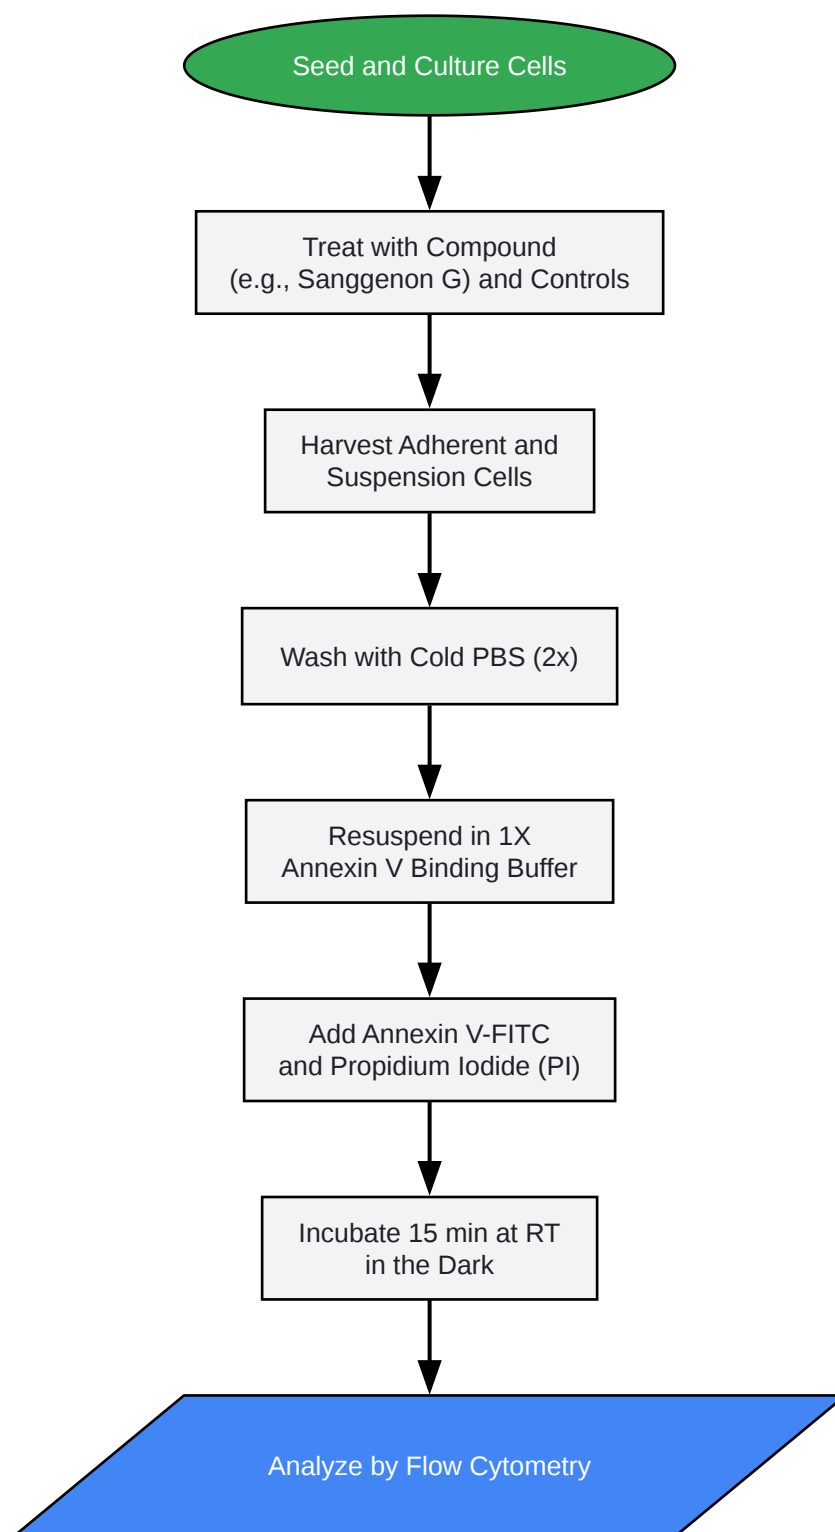 Seed and Culture Cells
Treat with Compound
(e.g., Sanggenon G) and Controls
Harvest Adherent and
Suspension Cells
Wash with Cold PBS (2x)
Resuspend in 1X
Annexin V Binding Buffer
Add Annexin V-FITC
and Propidium Iodide (PI)
Incubate 15 min at RT
in the Dark
Analyze by Flow Cytometry